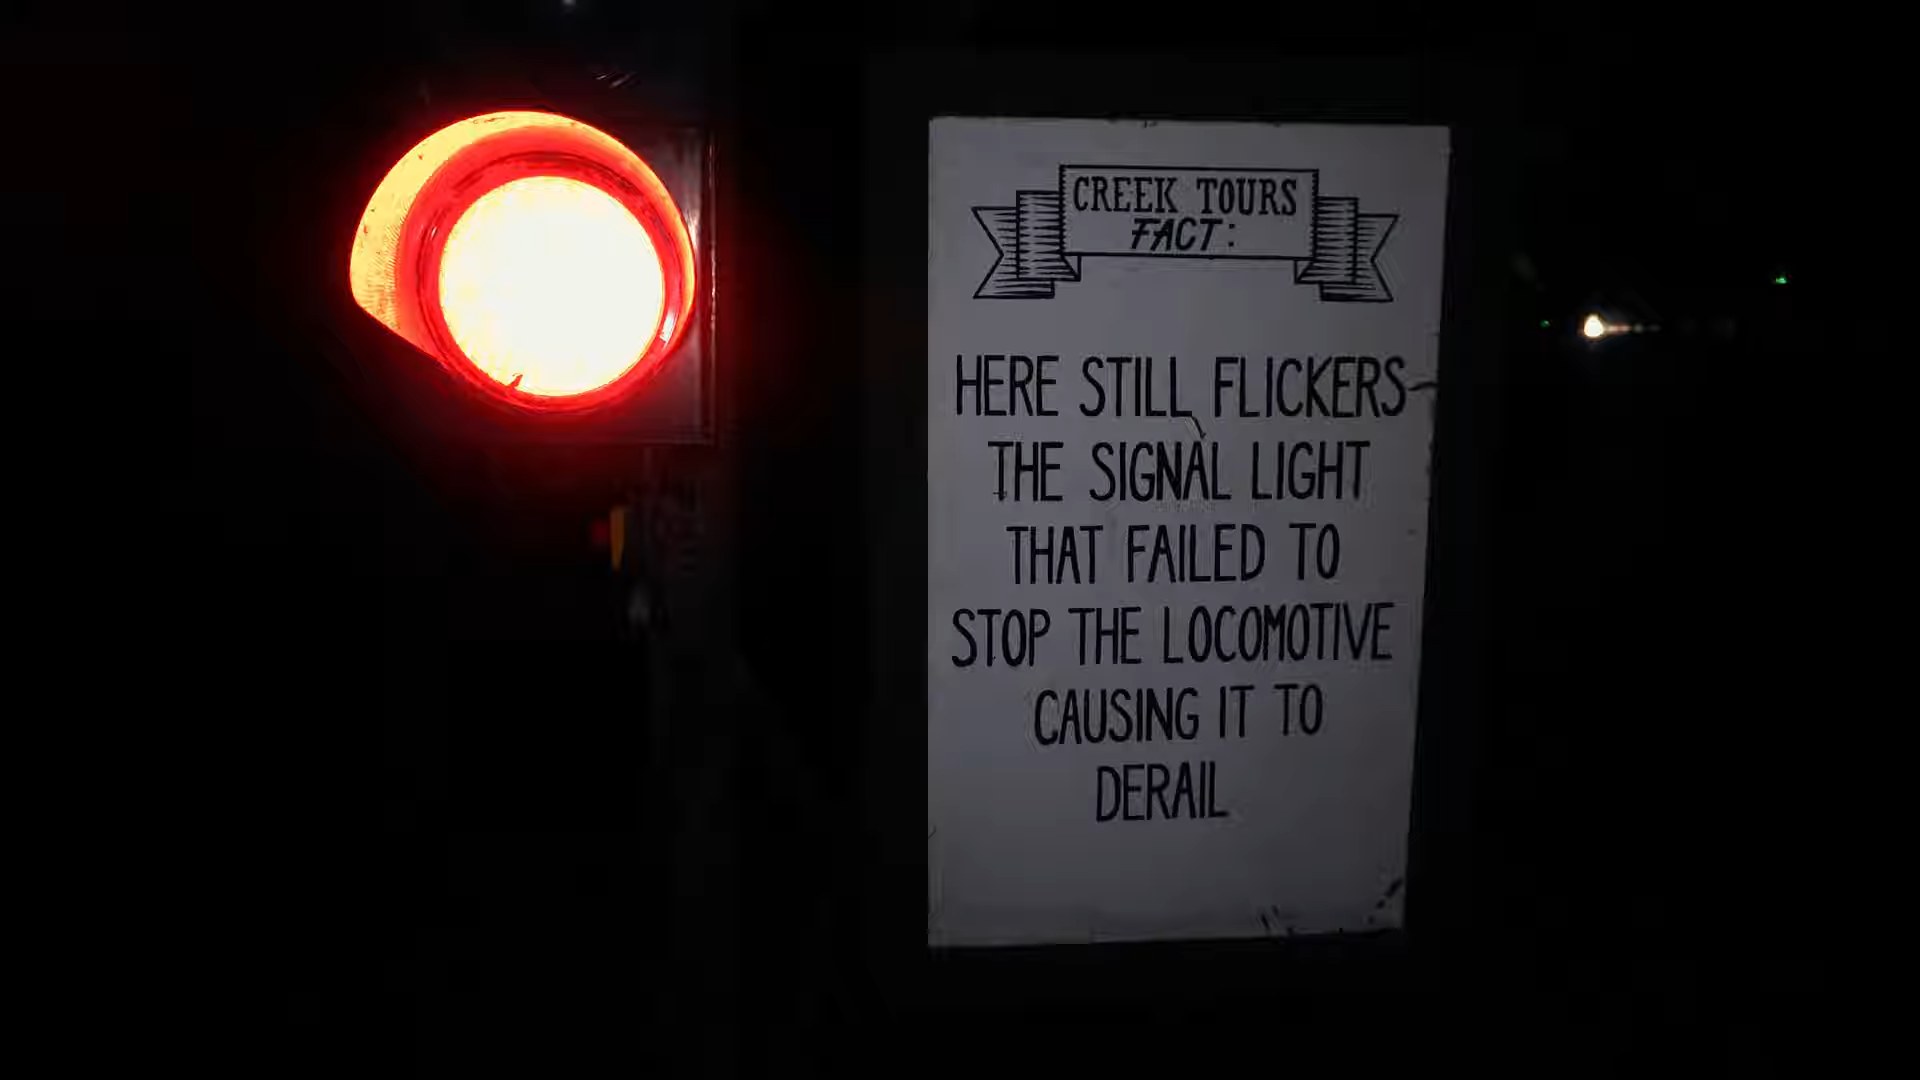 CREEK TOURS
FACT:
HERE STILL FLICKERS
THE SIGNAL LIGHT
THAT FAILED TO
STOP THE LOCOMOTIVE
CAUSING IT TO
DERAIL